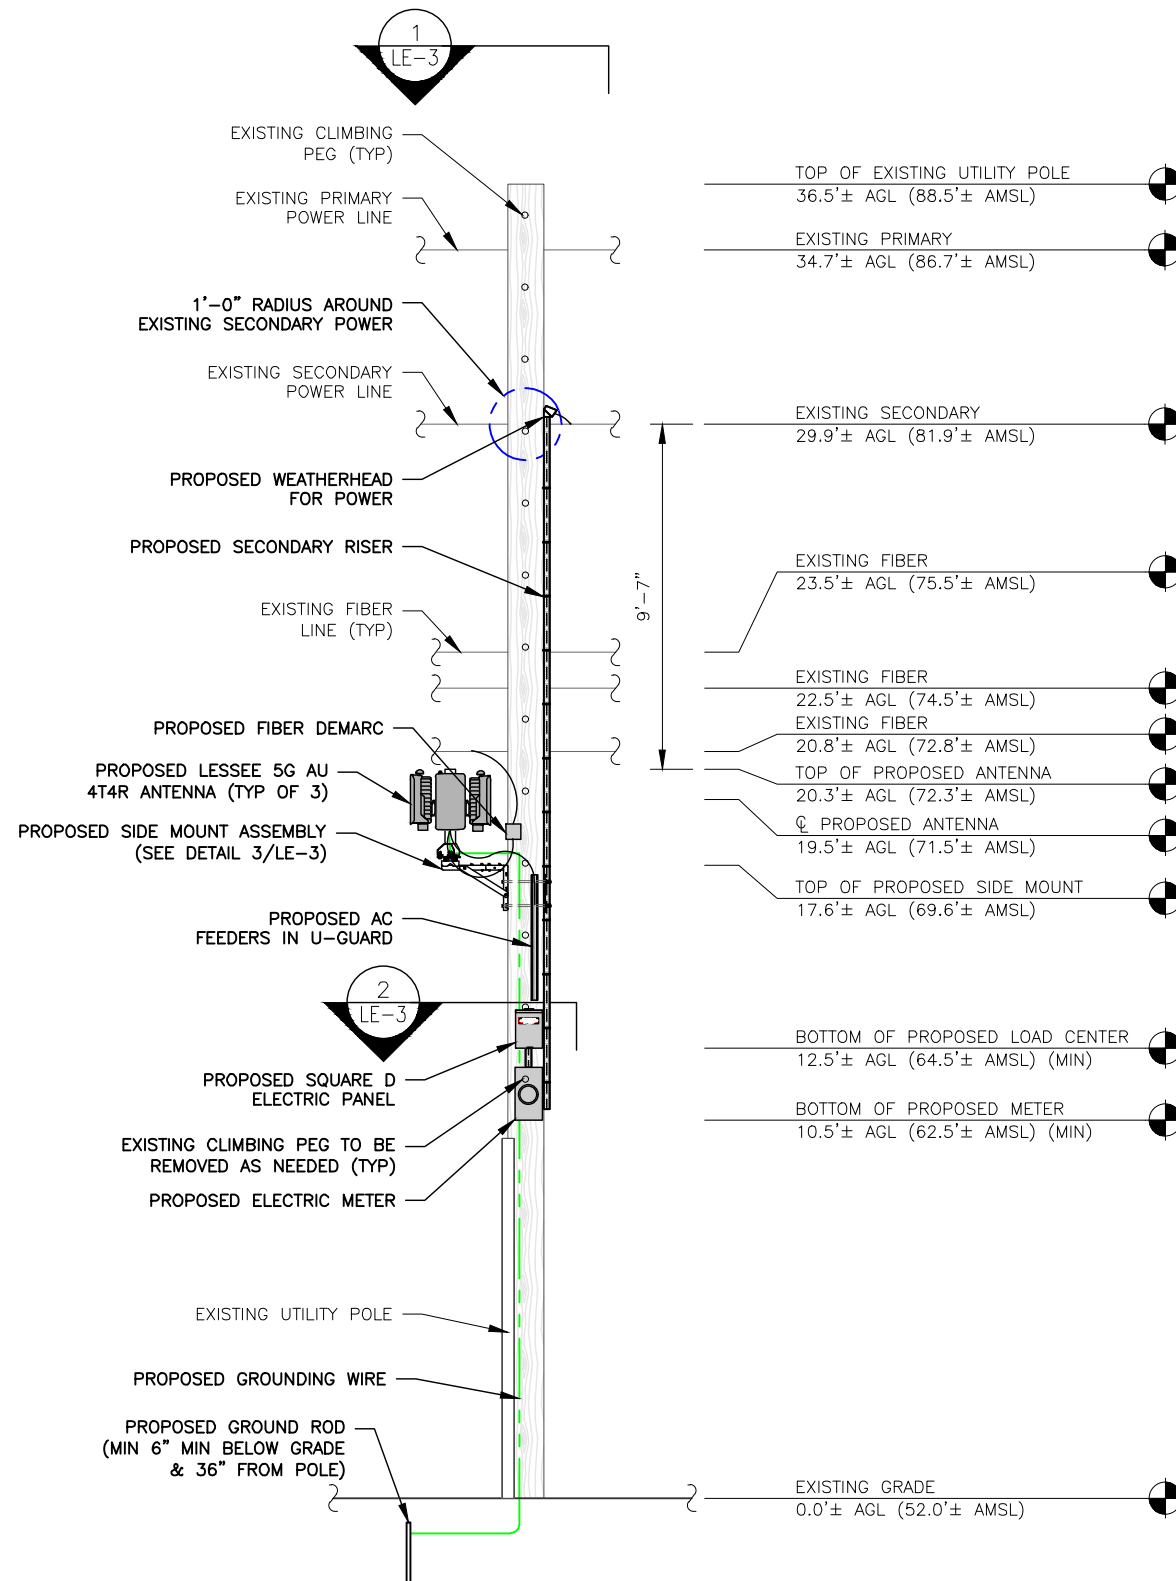 1
LE-3
EXISTING CLIMBING
PEG (TYP)
EXISTING PRIMARY
POWER LINE
1'-0" RADIUS AROUND
EXISTING SECONDARY POWER
EXISTING SECONDARY
POWER LINE
PROPOSED WEATHERHEAD
FOR POWER
PROPOSED SECONDARY RISER
EXISTING FIBER
LINE (TYP)
PROPOSED FIBER DEMARC
PROPOSED LESSEE 5G AU
4T4R ANTENNA (TYP OF 3)
PROPOSED SIDE MOUNT ASSEMBLY
(SEE DETAIL 3/LE-3)
PROPOSED AC
FEEDERS IN U-GUARD
2
LE-3
PROPOSED SQUARE D
ELECTRIC PANEL
EXISTING CLIMBING PEG TO BE
REMOVED AS NEEDED (TYP)
PROPOSED ELECTRIC METER
EXISTING UTILITY POLE
PROPOSED GROUNDING WIRE
PROPOSED GROUND ROD
(MIN 6" MIN BELOW GRADE
& 36" FROM POLE)
9'-7"
TOP OF EXISTING UTILITY POLE
36.5'± AGL (88.5'± AMSL)
EXISTING PRIMARY
34.7'± AGL (86.7'± AMSL)
EXISTING SECONDARY
29.9'± AGL (81.9'± AMSL)
EXISTING FIBER
23.5'± AGL (75.5'± AMSL)
EXISTING FIBER
22.5'± AGL (74.5'± AMSL)
EXISTING FIBER
20.8'± AGL (72.8'± AMSL)
TOP OF PROPOSED ANTENNA
20.3'± AGL (72.3'± AMSL)
℄ PROPOSED ANTENNA
19.5'± AGL (71.5'± AMSL)
TOP OF PROPOSED SIDE MOUNT
17.6'± AGL (69.6'± AMSL)
BOTTOM OF PROPOSED LOAD CENTER
12.5'± AGL (64.5'± AMSL) (MIN)
BOTTOM OF PROPOSED METER
10.5'± AGL (62.5'± AMSL) (MIN)
EXISTING GRADE
0.0'± AGL (52.0'± AMSL)